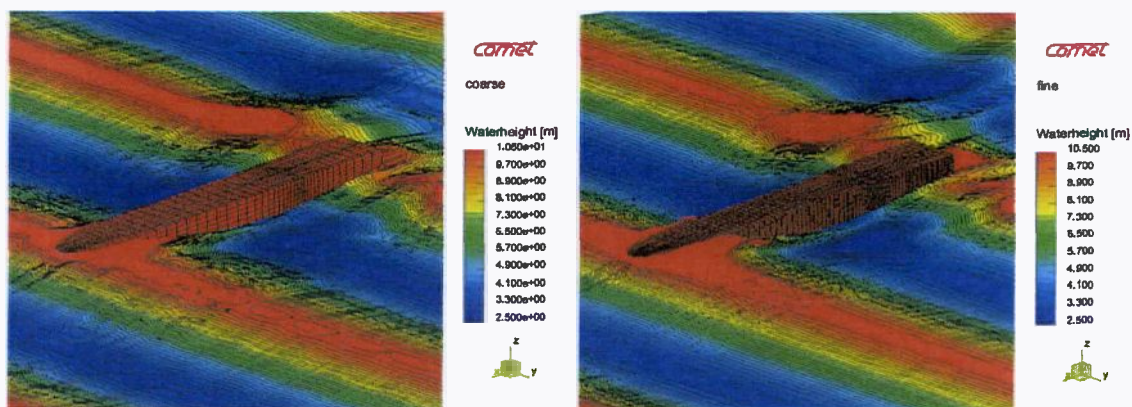 Comet
coarse
Waterheight [m]
1.050e+01
9.700e+00
8.900e+00
8.100e+00
7.300e+00
6.500e+00
5.700e+00
4.900e+00
4.100e+00
3.300e+00
2.500e+00
z
y
Comet
fine
Waterheight [m]
10.500
9.700
8.900
8.100
7.300
6.500
5.700
4.900
4.100
3.300
2.500
z
y